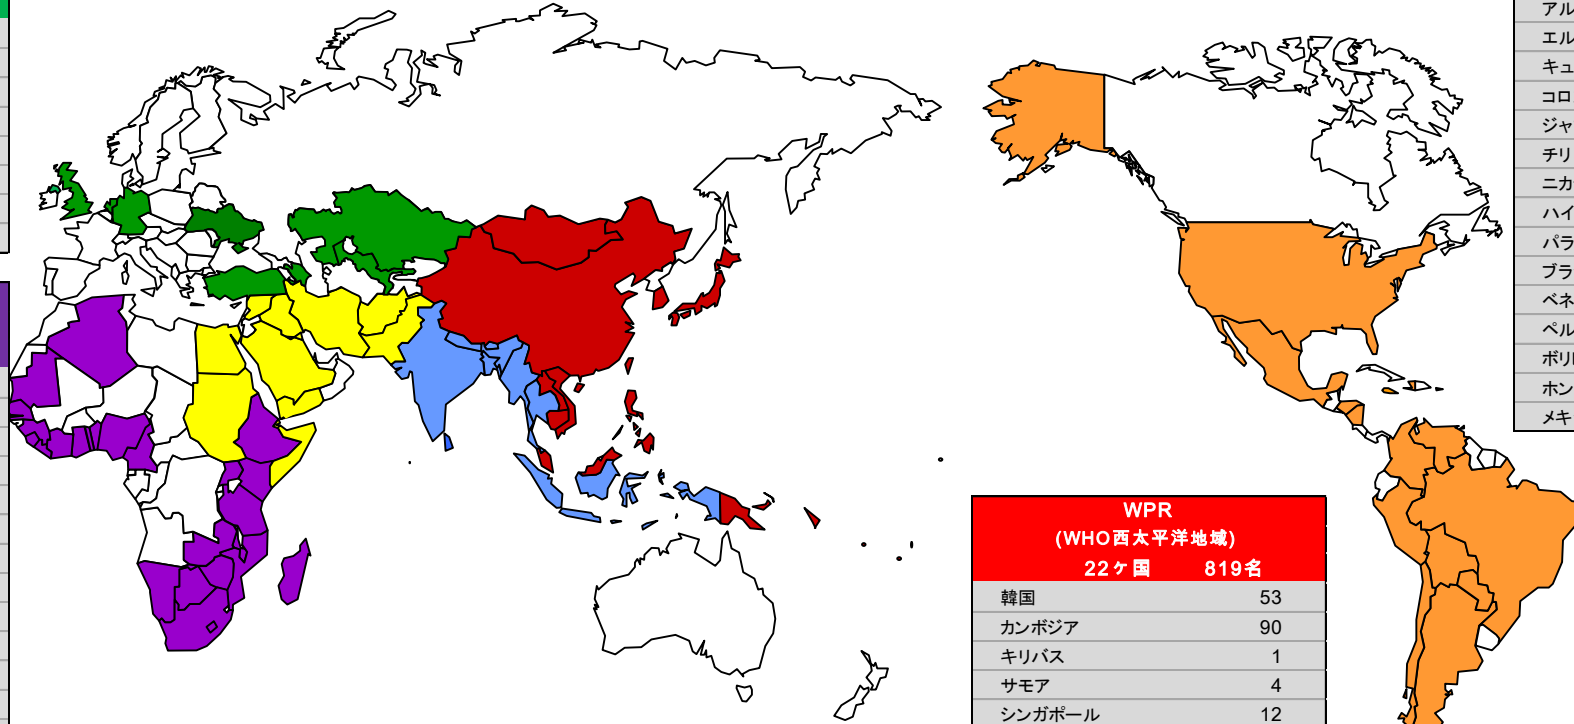 アル
エル
キュ
コロ
ジャ
チリ
ニカ
ハイ
パラ
ブラ
ベネ
ペル
ボリ
ホン
メキ
WPR
(WHO西太平洋地域)
22ヶ国 819名
韓国 53
カンボジア 90
キリバス 1
サモア 4
シンガポール 12